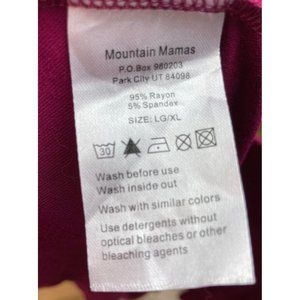 Mountain Mamas
P.O.Box 980203
Park City UT 84098
95% Rayon
5% Spandex
SIZE: LG/XL
30
Wash before use
Wash inside out
Wash with similar colors
Use detergents without
optical bleaches or other
bleaching agents